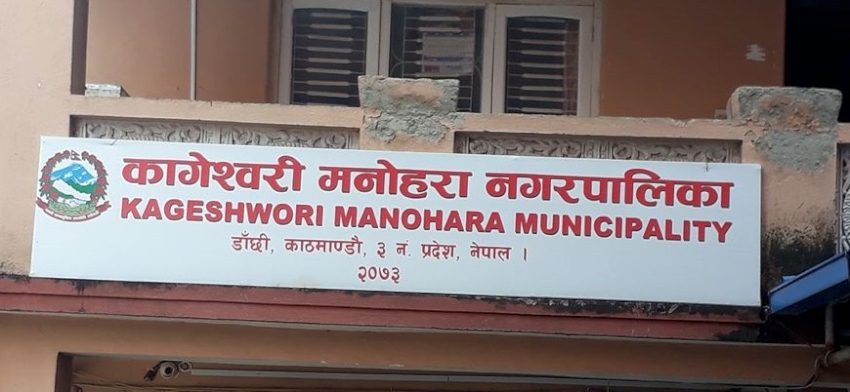 कागेश्वरी मनोहरा नगरपालिका
KAGESHWORI MANOHARA MUNICIPALITY
डाँछी, काठमाण्डौ, ३ नं. प्रदेश, नेपाल ।
२०७३